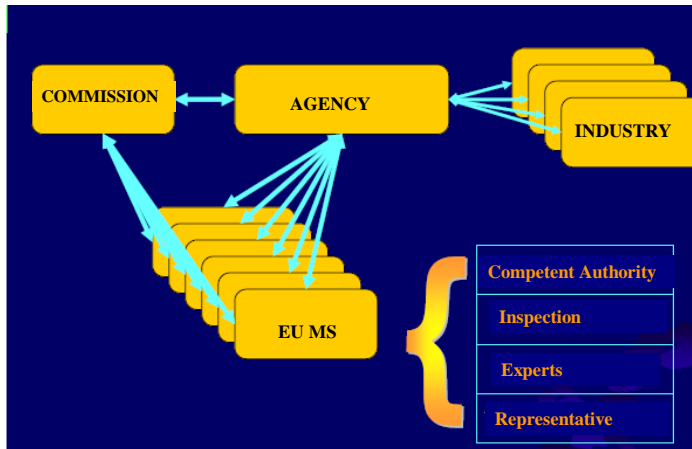 COMMISSION
AGENCY
INDUSTRY
EU MS
Competent Authority
Inspection
Experts
Representative